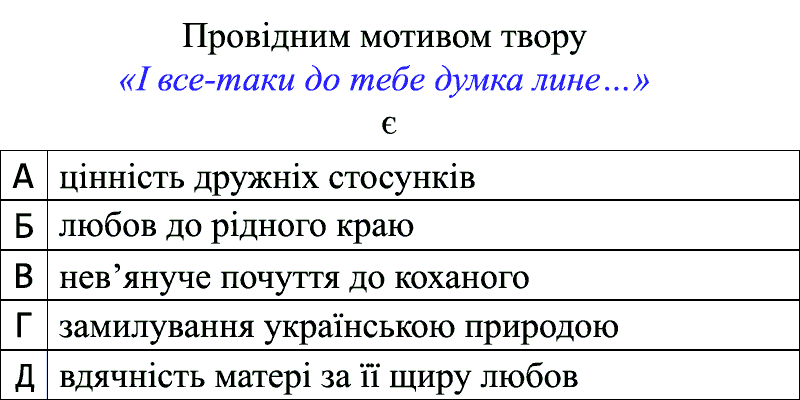 Провідним мотивом твору
«І все-таки до тебе думка лине…»
є
А цінність дружніх стосунків
Б любов до рідного краю
В нев’януче почуття до коханого
Г замилування українською природою
Д вдячність матері за її щиру любов